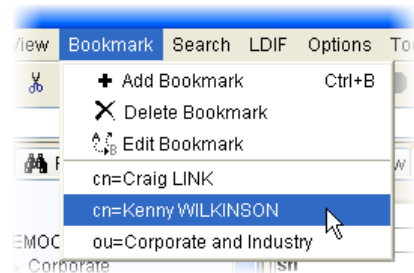 View Bookmark Search LDIF Options To
Add Bookmark Ctrl+B
Delete Bookmark
Edit Bookmark
cn=Craig LINK
cn=Kenny WILKINSON
ou=Corporate and Industry
Corporate